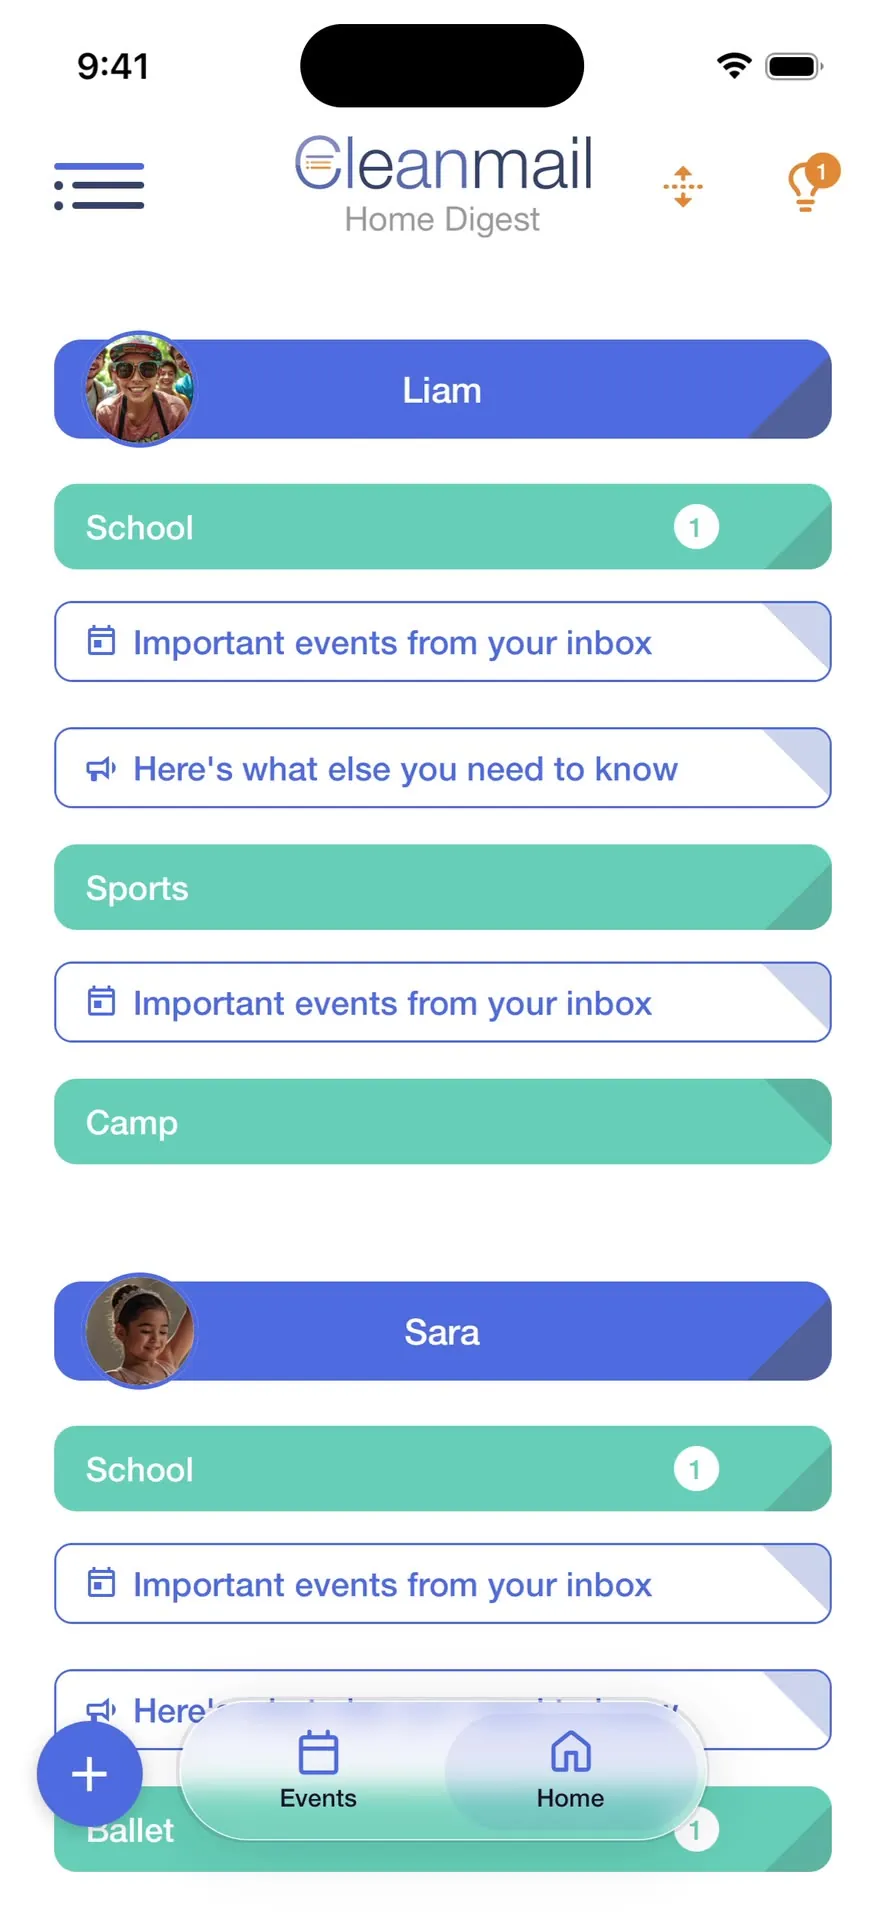 9:41
Cleanmail
Home Digest
1
Liam
School
1
Important events from your inbox
Here's what else you need to know
Sports
Important events from your inbox
Camp
Sara
School
1
Important events from your inbox
Here's
Events
Home
Ballet
1